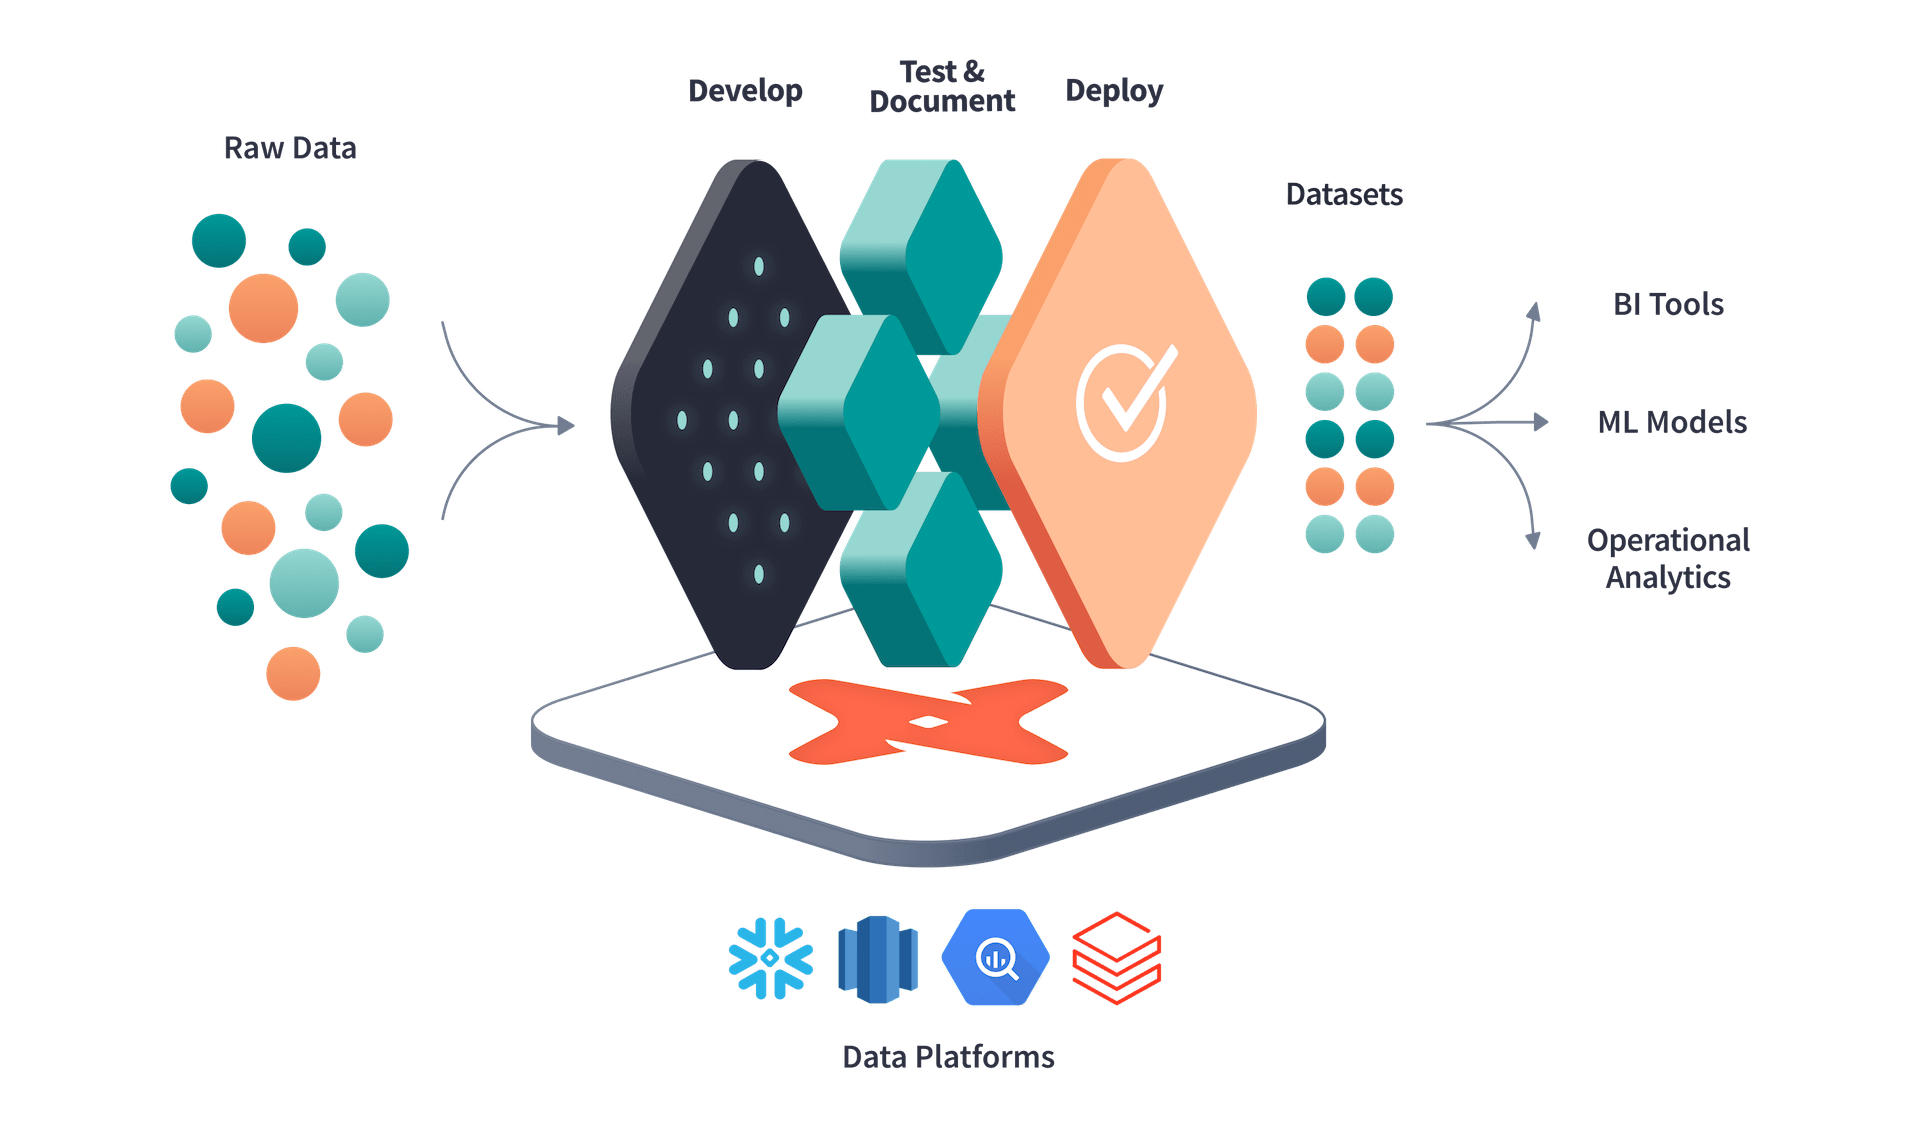 Raw Data
Develop
Test &
Document
Deploy
Datasets
BI Tools
ML Models
Operational
Analytics
Data Platforms